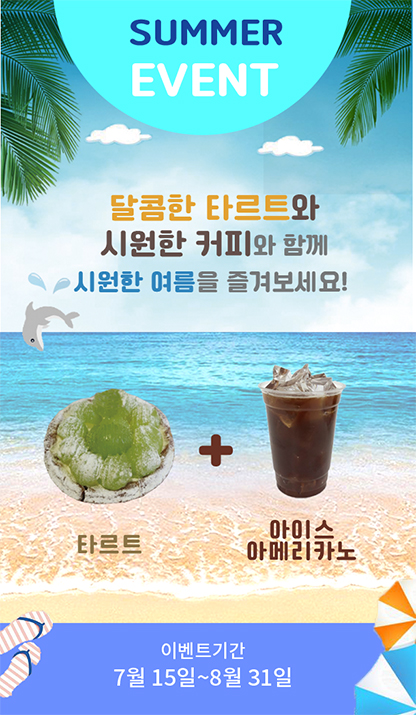 SUMMER
EVENT
달콤한 타르트와
시원한 커피와 함께
시원한 여름을 즐겨보세요!
타르트
아이스
아메리카노
이벤트기간
7월 15일~8월 31일